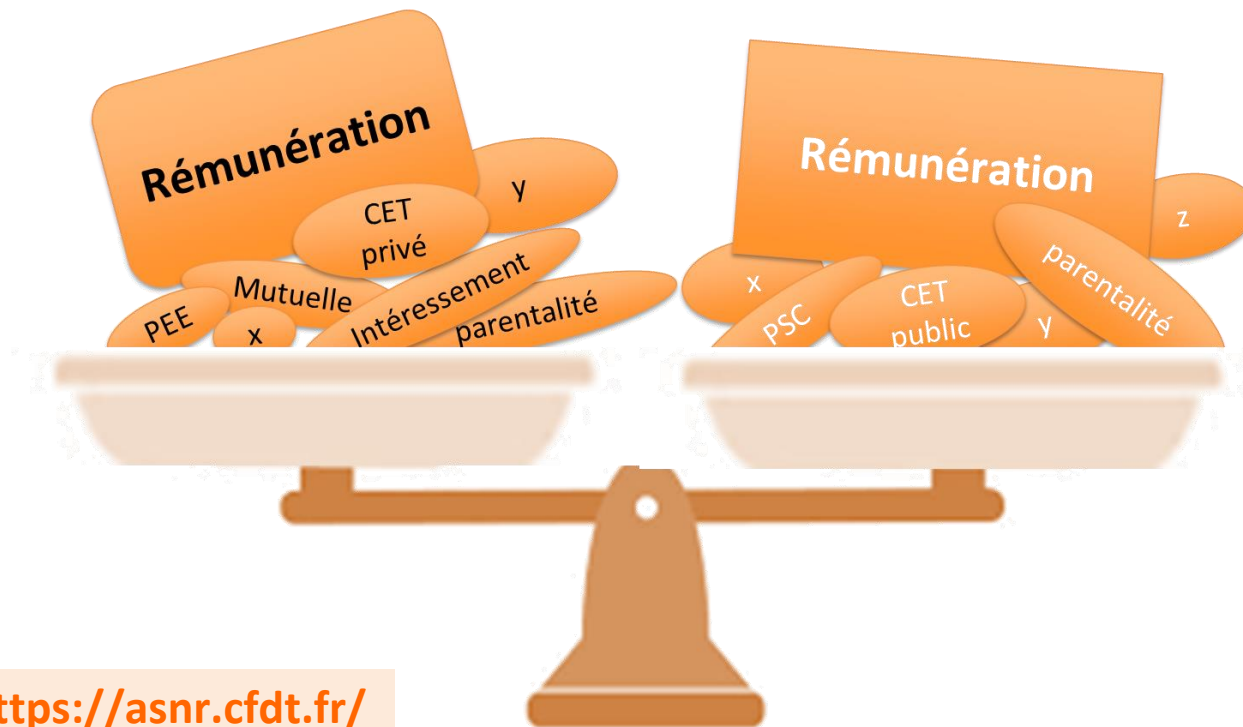 Rémunération
y
CET
privé
Mutuelle
Intéressement
PEE
x
parentalité
Rémunération
z
x
parentalité
PSC
CET
public
y
ttps://asnr.cfdt.fr/